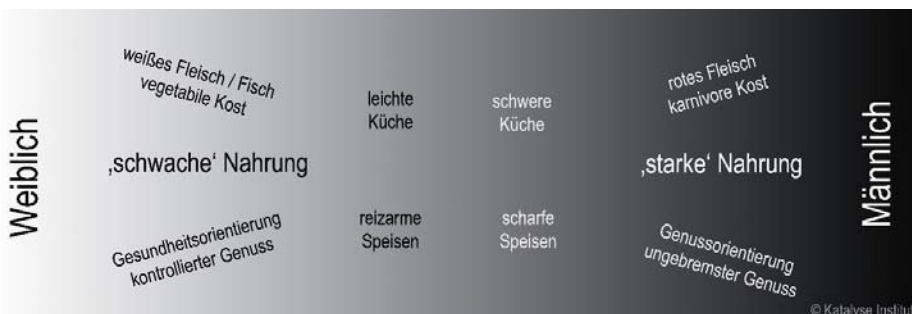 Weiblich
weißes Fleisch / Fisch
vegetabile Kost
‚schwache‘ Nahrung
Gesundheitsorientierung
kontrollierter Genuss
leichte
Küche
reizarme
Speisen
schwere
Küche
scharfe
Speisen
rotes Fleisch
karnivore Kost
‚starke‘ Nahrung
Genussorientierung
ungebremster Genuss
Männlich
© Katalyse Institut